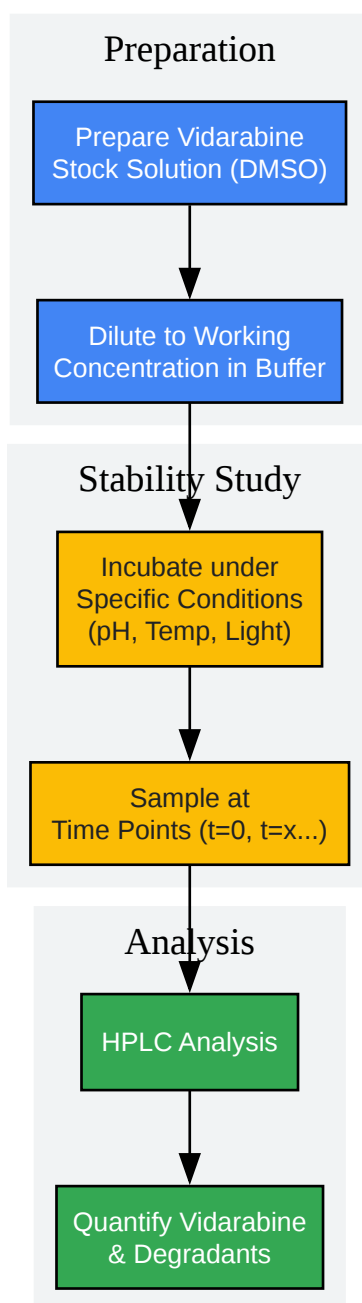 Preparation
Prepare Vidarabine
Stock Solution (DMSO)
Dilute to Working
Concentration in Buffer
Stability Study
Incubate under
Specific Conditions
(pH, Temp, Light)
Sample at
Time Points (t=0, t=x...)
Analysis
HPLC Analysis
Quantify Vidarabine
& Degradants